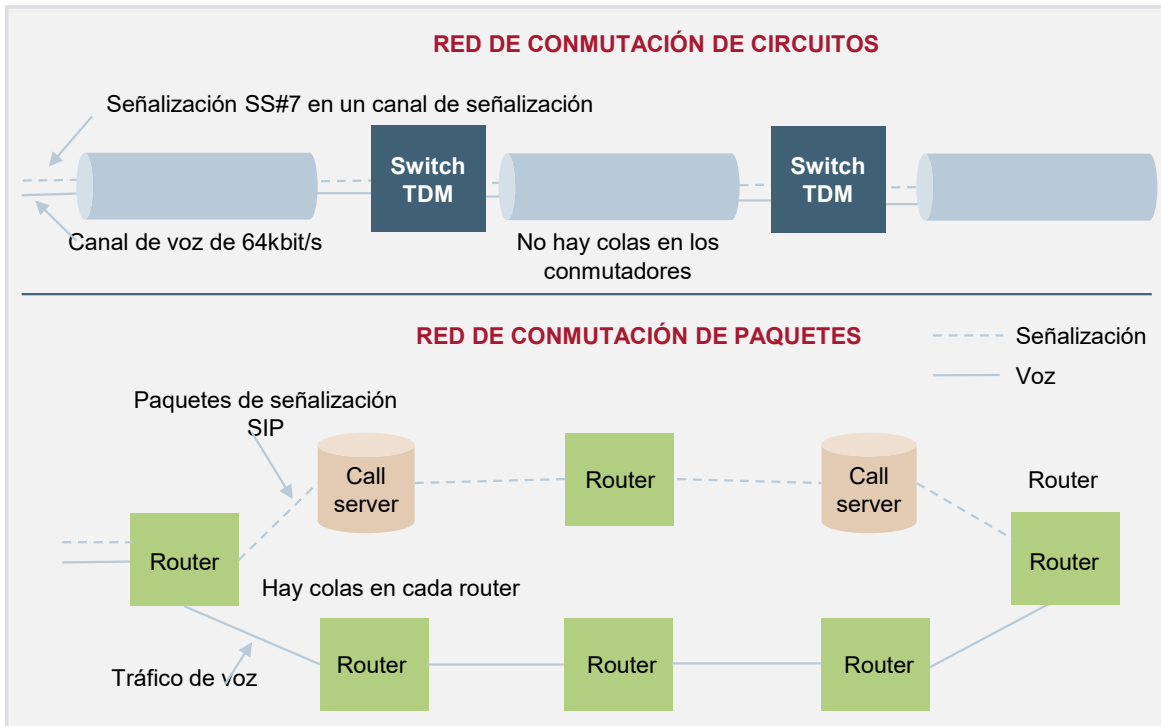 RED DE CONMUTACIÓN DE CIRCUITOS
Señalización SS#7 en un canal de señalización
Switch
TDM
Switch
TDM
Canal de voz de 64kbit/s
No hay colas en los
conmutadores
RED DE CONMUTACIÓN DE PAQUETES
Señalización
Voz
Paquetes de señalización
SIP
Call
server
Router
Call
server
Router
Router
Router
Hay colas en cada router
Router
Router
Router
Tráfico de voz